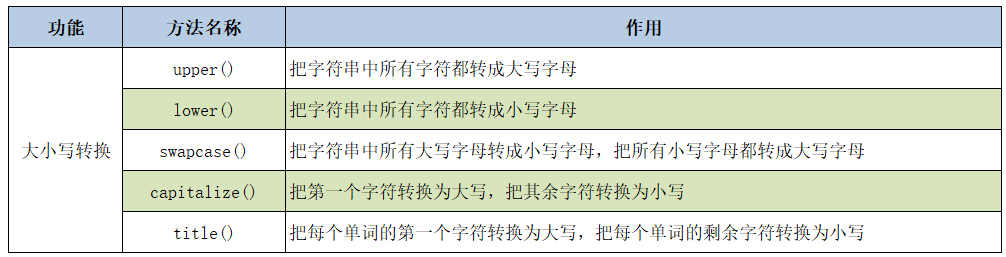 功能 方法名称 作用
upper() 把字符串中所有字符都转成大写字母
lower() 把字符串中所有字符都转成小写字母
大小写转换 swapcase() 把字符串中所有大写字母转成小写字母，把所有小写字母都转成大写字母
capitalize() 把第一个字符转换为大写，把其余字符转换为小写
title() 把每个单词的第一个字符转换为大写，把每个单词的剩余字符转换为小写